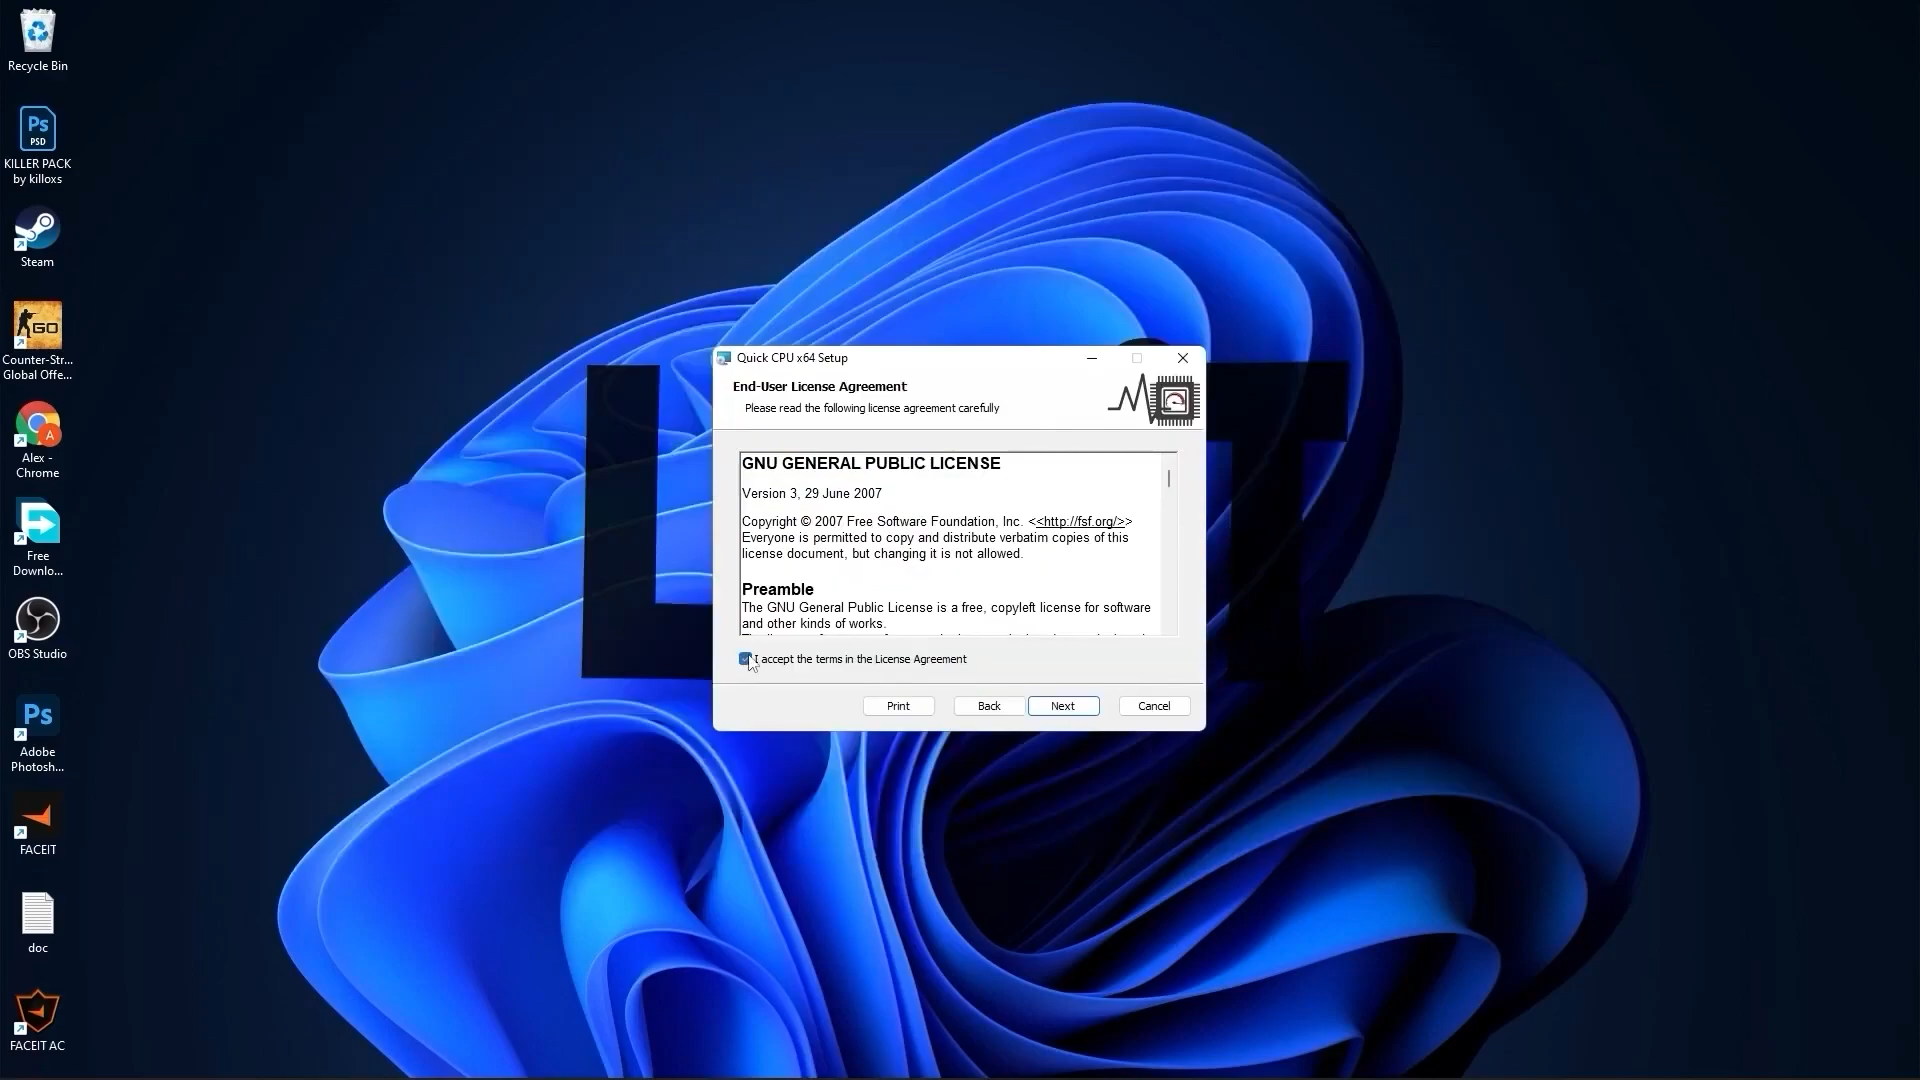 Recycle Bin
Ps
PSD
KILLER PACK
by killoxs
Steam
GO
Counter-Str...
Global Offe...
A
Alex -
Chrome
Free
Downlo...
OBS Studio
Ps
Adobe
Photosh...
FACEIT
doc
FACEIT AC
Quick CPU x64 Setup
End-User License Agreement
Please read the following license agreement carefully
GNU GENERAL PUBLIC LICENSE
Version 3, 29 June 2007
Copyright © 2007 Free Software Foundation, Inc. <<http://fsf.org/>>
Everyone is permitted to copy and distribute verbatim copies of this
license document, but changing it is not allowed.
Preamble
The GNU General Public License is a free, copyleft license for software
and other kinds of works.
I accept the terms in the License Agreement
Print
Back
Next
Cancel